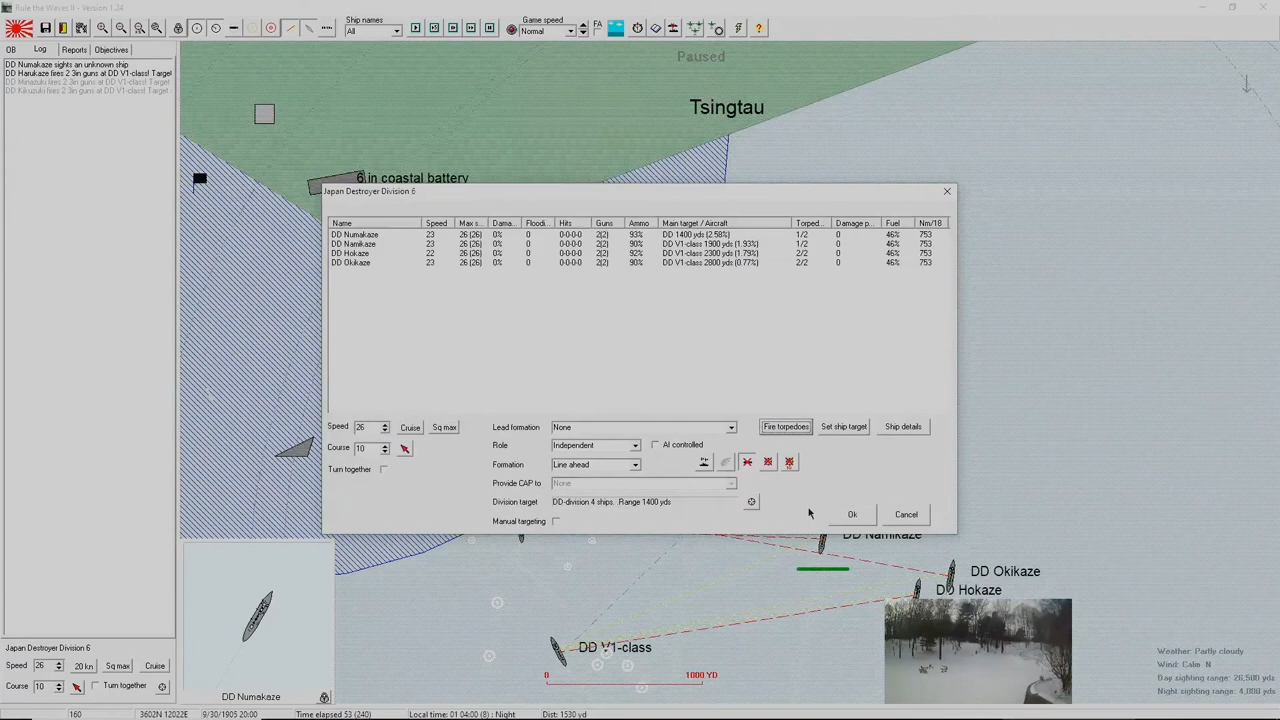 Rule the Waves II - Version 1.24
Ship names
All
Game speed
Normal
FA
OB Log Reports Objectives
DD Numakaze sights an unknown ship
DD Harukaze fires 2 3in guns at DD V1-class! Target
DD Minazuki fires 2 3in guns at DD V1-class! Target
DD Kikuzuki fires 2 3in guns at DD V1-class! Target
Paused
Tsingtau
6 in coastal battery
Japan Destroyer Division 6
Name Speed Max s... Dama... Floodi... Hits Guns Ammo Main target / Aircraft Torped... Damage p... Fuel Nm/18
DD Numakaze 23 26 (26) 0% 0 0-0-0-0 2(2) 93% DD 1400 yds (2.58%) 1/2 0 46% 753
DD Namikaze 23 26 (26) 0% 0 0-0-0-0 2(2) 90% DD V1-class 1900 yds (1.93%) 1/2 0 46% 753
DD Hokaze 22 26 (26) 0% 0 0-0-0-0 2(2) 92% DD V1-class 2300 yds (1.79%) 2/2 0 46% 753
DD Okikaze 23 26 (26) 0% 0 0-0-0-0 2(2) 90% DD V1-class 2800 yds (0.77%) 2/2 0 46% 753
Speed 26 Cruise Sq max
Course 10
Turn together
Lead formation None
Role Independent AI controlled
Formation Line ahead
Provide CAP to None
Division target DD-division 4 ships. Range 1400 yds
Manual targeting
Fire torpedoes Set ship target Ship details
Ok Cancel
DD Namikaze
DD Okikaze
DD Hokaze
DD V1-class
0 1000 YD
DD Numakaze
Japan Destroyer Division 6
Speed 26 20 kn Sq max Cruise
Course 10 Turn together
Weather: Partly cloudy
Wind: Calm N
Day sighting range: 26,500 yards
Night sighting range: 4,000 yards
160 3602N 12022E 9/30/1905 20:00 Time elapsed 53 (240) Local time: 01 04:00 (8) : Night Dist: 1530 yd